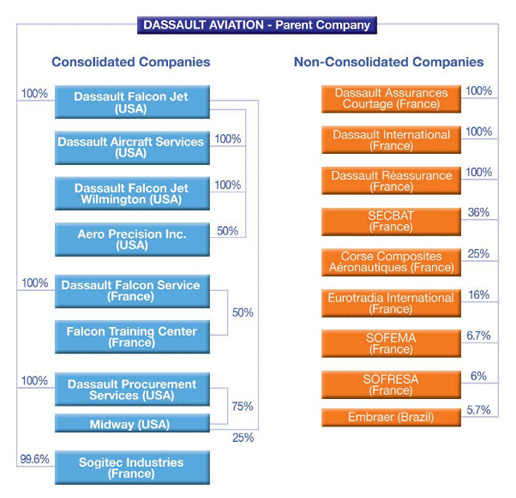 DASSAULT AVIATION - Parent Company
Consolidated Companies
100%
Dassault Falcon Jet
(USA)
Dassault Aircraft Services
(USA)
100%
Dassault Falcon Jet
Wilmington (USA)
100%
Aero Precision Inc.
(USA)
50%
100%
Dassault Falcon Service
(France)
50%
Falcon Training Center
(France)
100%
Dassault Procurement
Services (USA)
75%
Midway (USA)
25%
99.6%
Sogitec Industries
(France)
Non-Consolidated Companies
Dassault Assurances
Courtage (France)
100%
Dassault International
(France)
100%
Dassault Réassurance
(France)
100%
SECBAT
(France)
36%
Corse Composites
Aéronautiques (France)
25%
Eurotradia International
(France)
16%
SOFEMA
(France)
6.7%
SOFRESA
(France)
6%
Embraer (Brazil)
5.7%